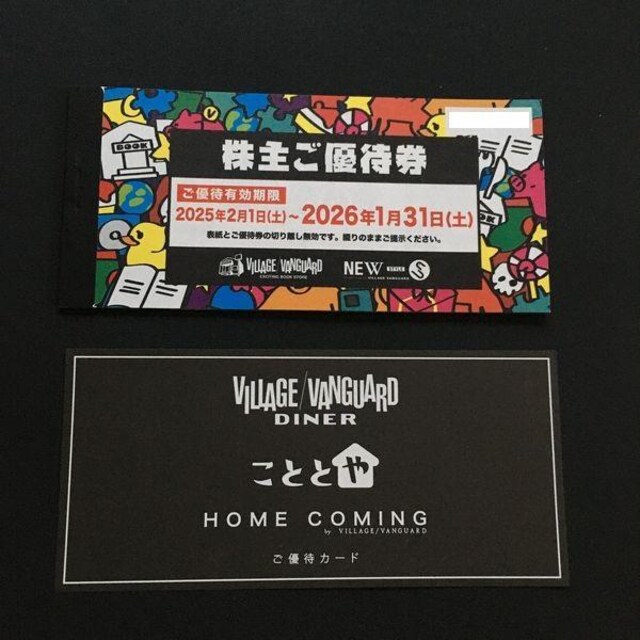 BOOK
株主ご優待券
ご優待有効期限
2025年2月1日(土)~2026年1月31日(土)
表紙とご優待券の切り離し無効です。綴りのままご提示ください。
VILLAGE/VANGUARD
EXCITING BOOK STORE
NEW STYLE
VILLAGE VANGUARD
VILLAGE/VANGUARD
DINER
こととや
HOME COMING
by VILLAGE/VANGUARD
ご優待カード